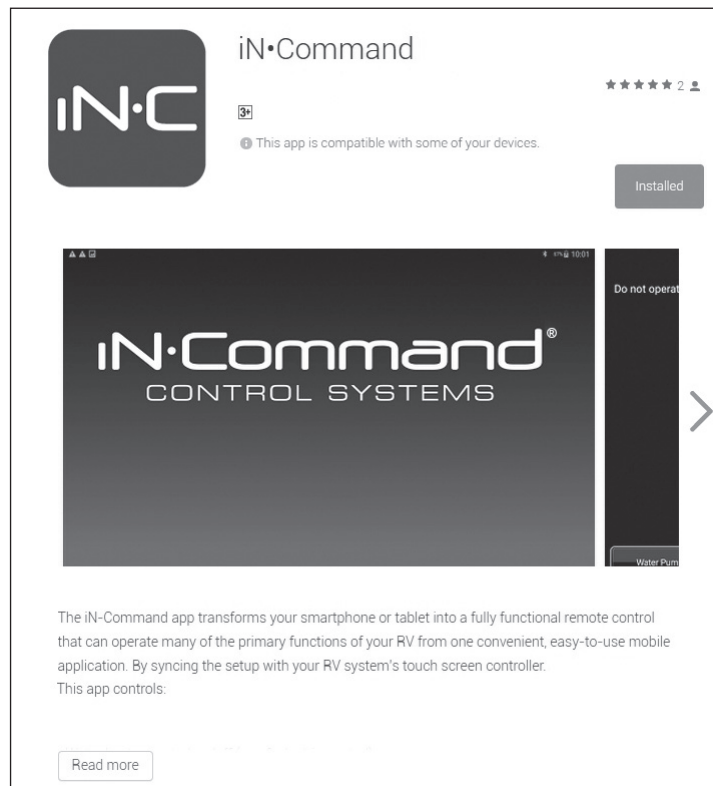 iN•Command
iN·C
2
3+
This app is compatible with some of your devices.
Installed
10:01
iN·Command®
CONTROL SYSTEMS
Do not operat
Water Pum
The iN-Command app transforms your smartphone or tablet into a fully functional remote control
that can operate many of the primary functions of your RV from one convenient, easy-to-use mobile
application. By syncing the setup with your RV system's touch screen controller.
This app controls:
Read more